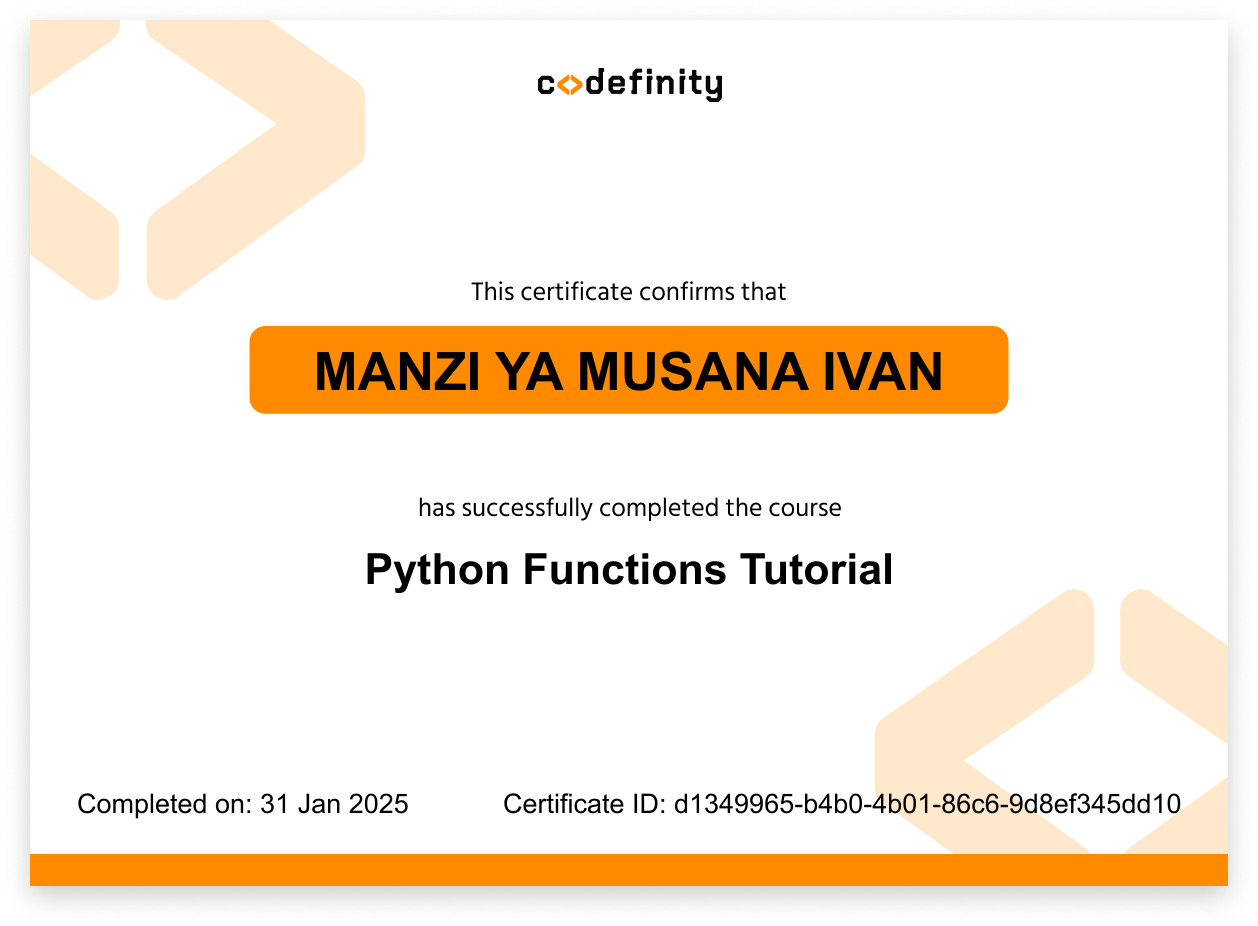 codefinity
This certificate confirms that
MANZI YA MUSANA IVAN
has successfully completed the course
Python Functions Tutorial
Completed on: 31 Jan 2025
Certificate ID: d1349965-b4b0-4b01-86c6-9d8ef345dd10